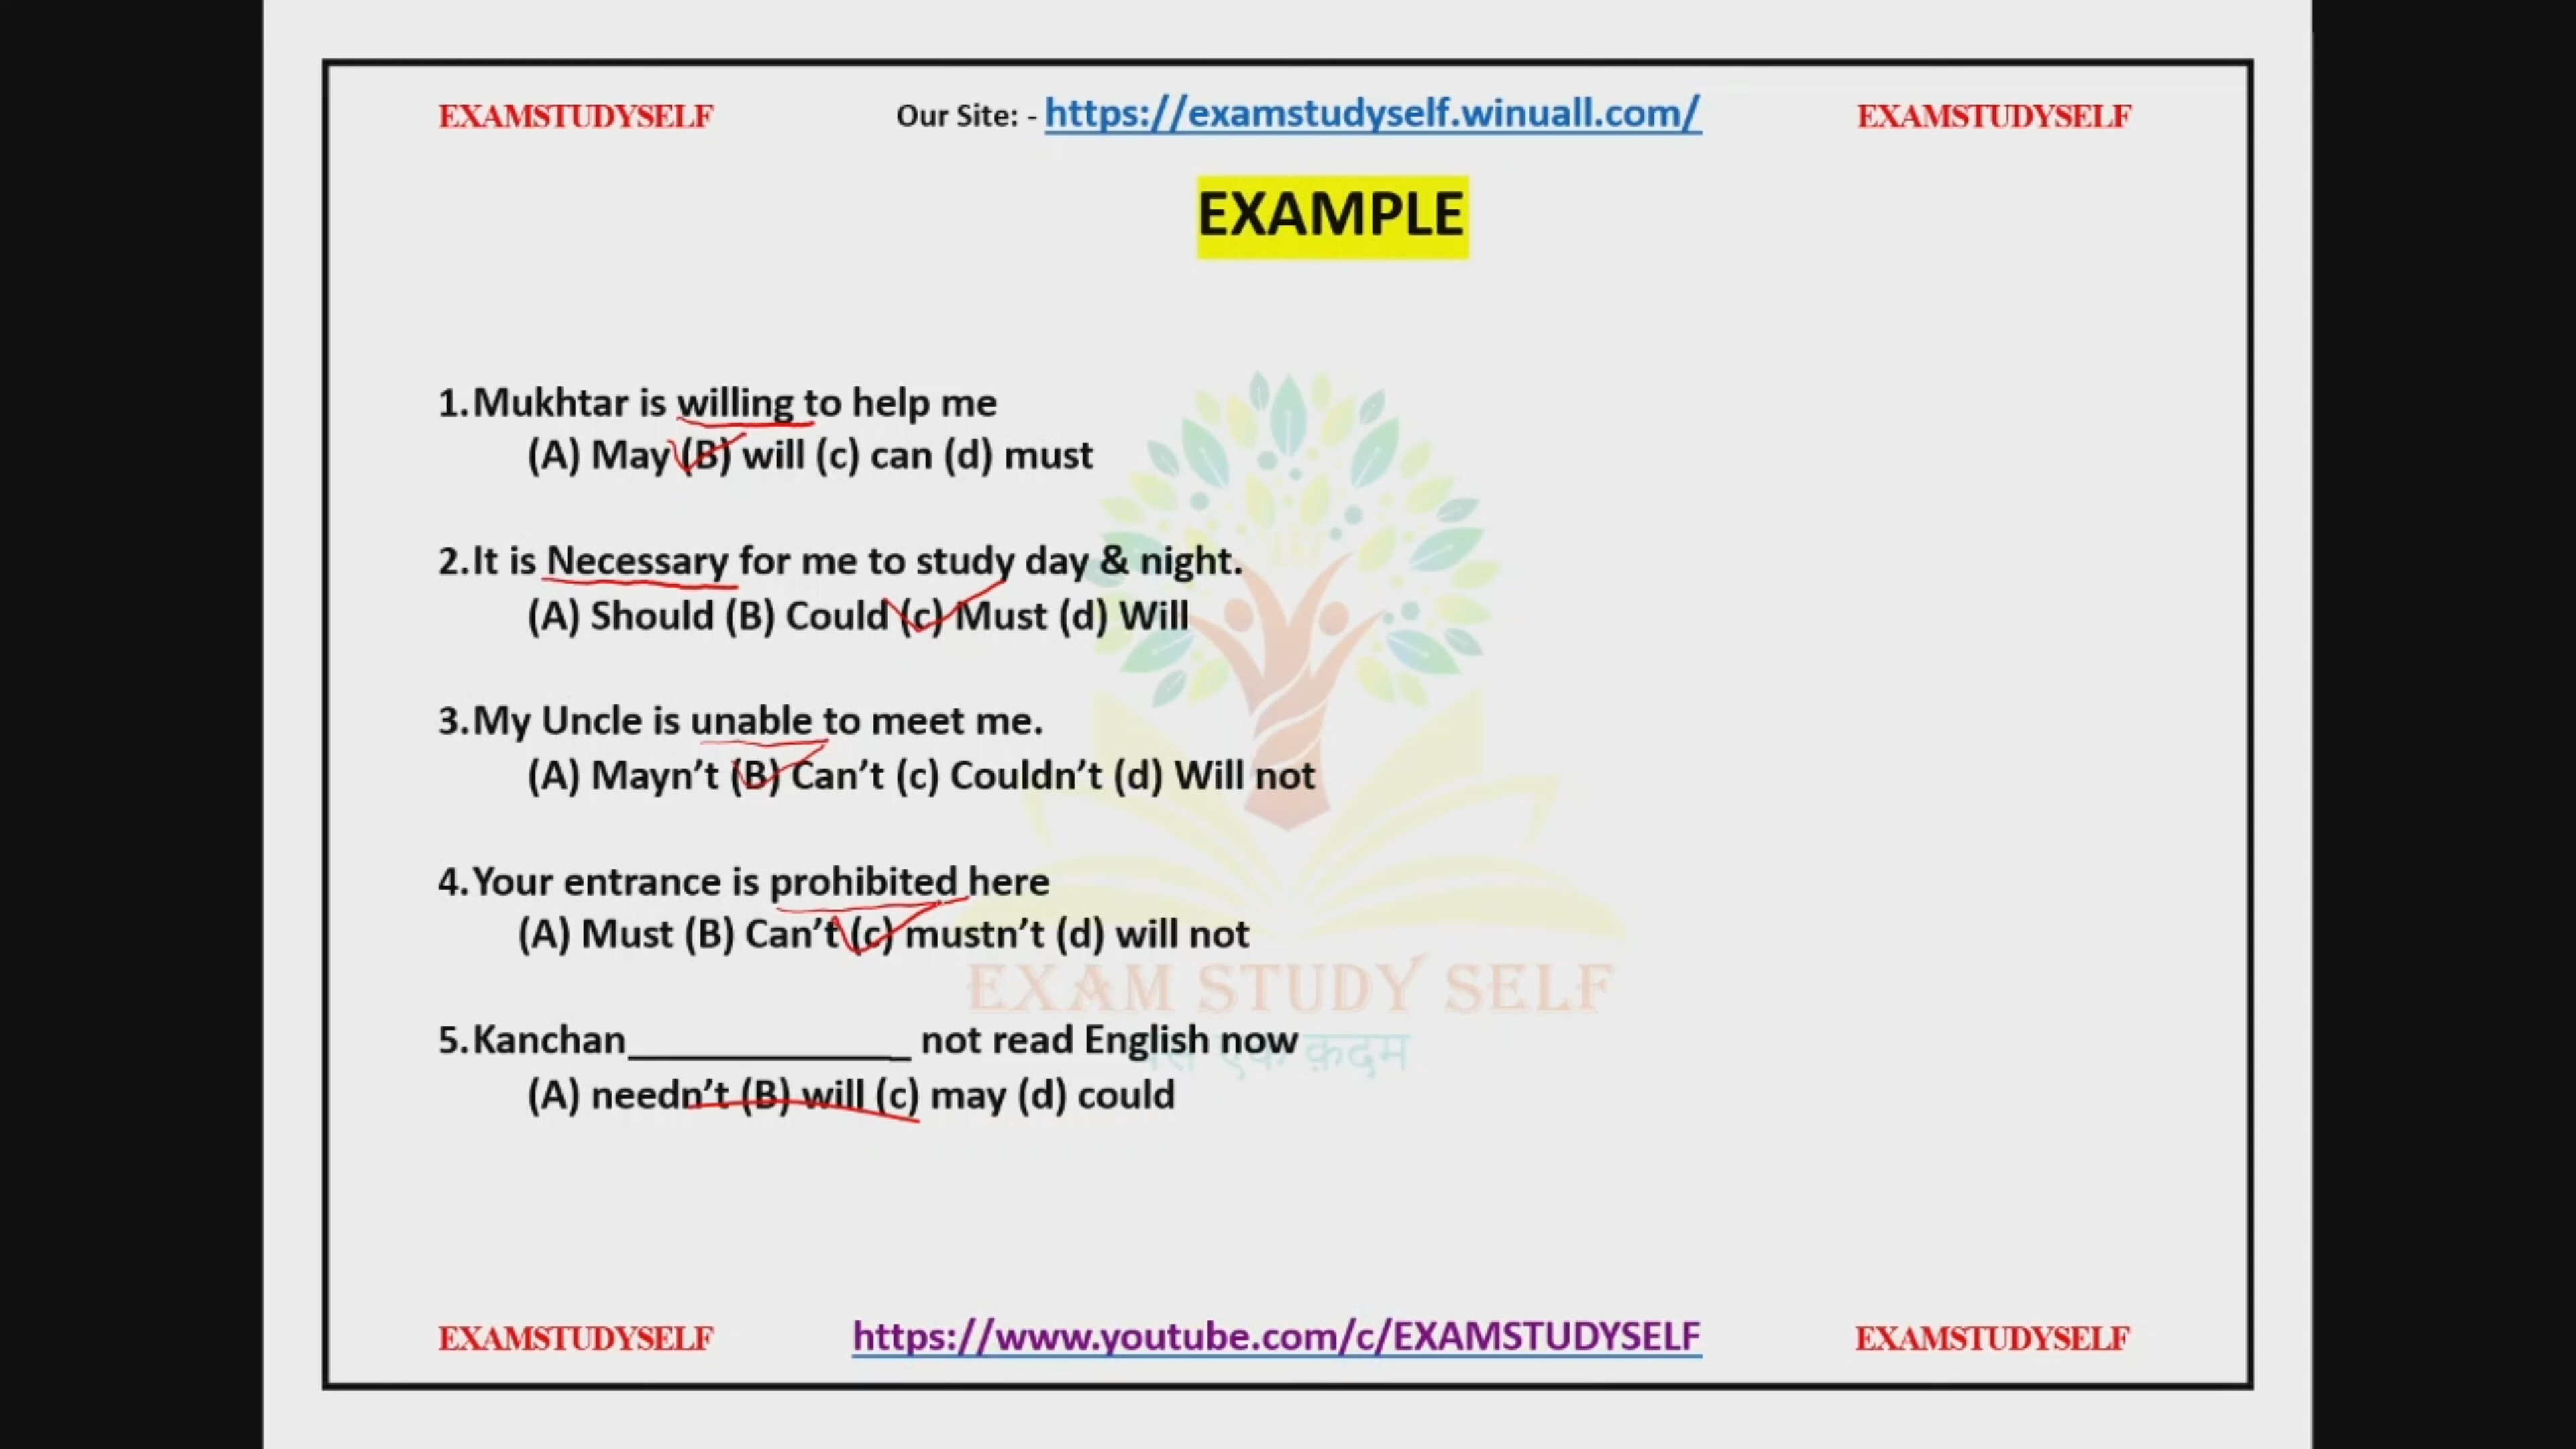 EXAMSTUDYSELF Our Site: - https://examstudyself.winuall.com/ EXAMSTUDYSELF
EXAMPLE
1. Mukhtar is willing to help me
(A) May (B) will (c) can (d) must
2. It is Necessary for me to study day & night.
(A) Should (B) Could (c) Must (d) Will
3. My Uncle is unable to meet me.
(A) Mayn’t (B) Can’t (c) Couldn’t (d) Will not
4. Your entrance is prohibited here
(A) Must (B) Can’t (c) mustn’t (d) will not
EXAM STUDY SELF
5. Kanchan_____________ not read English now
एक क़दम
(A) needn’t (B) will (c) may (d) could
EXAMSTUDYSELF https://www.youtube.com/c/EXAMSTUDYSELF EXAMSTUDYSELF